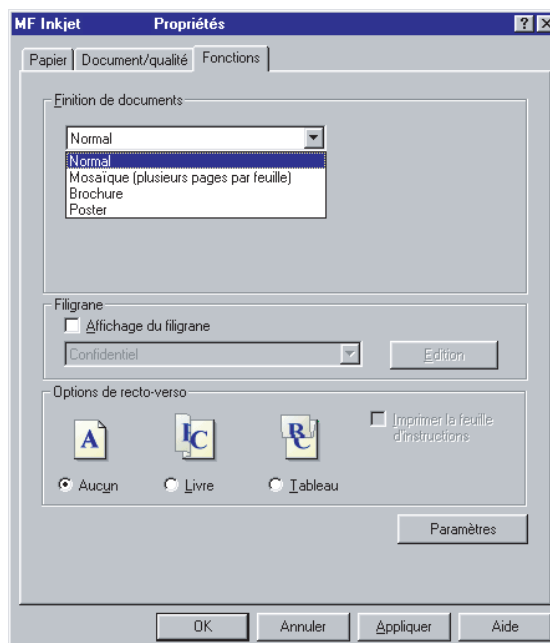 MF Inkjet Propriétés
Papier Document/qualité Fonctions
Finition de documents
Normal
Normal
Mosaïque (plusieurs pages par feuille)
Brochure
Poster
Filigrane
Affichage du filigrane
Confidentiel Edition
Options de recto-verso
Imprimer la feuille
d'instructions
Aucun Livre Tableau
Paramètres
OK Annuler Appliquer Aide